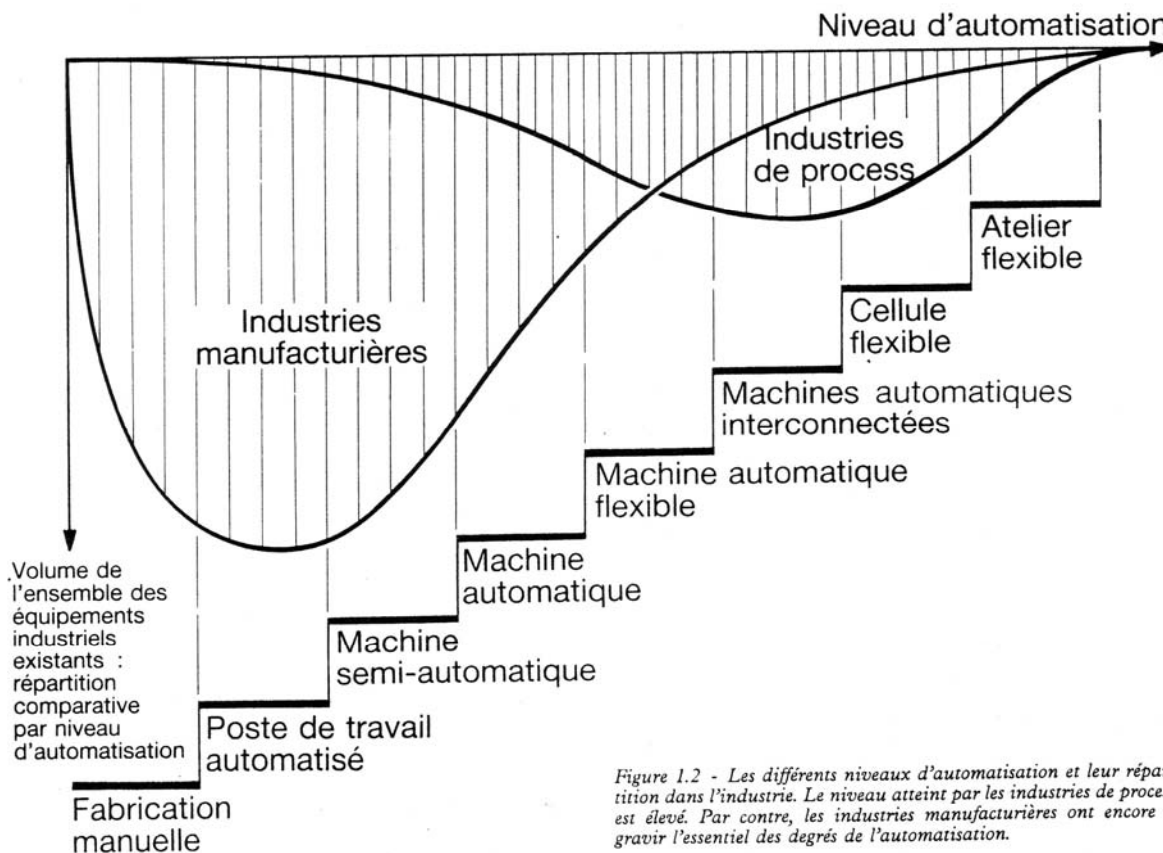 Niveau d'automatisation
Industries
de process
Industries
manufacturières
Atelier
flexible
Cellule
flexible
Machines automatiques
interconnectées
Machine automatique
flexible
Machine
automatique
Machine
semi-automatique
Poste de travail
automatisé
Fabrication
manuelle
Volume de
l'ensemble des
équipements
industriels
existants :
répartition
comparative
par niveau
d'automatisation
Figure 1.2 - Les différents niveaux d'automatisation et leur répar-
tition dans l'industrie. Le niveau atteint par les industries de proce
est élevé. Par contre, les industries manufacturières ont encore
gravir l'essentiel des degrés de l'automatisation.